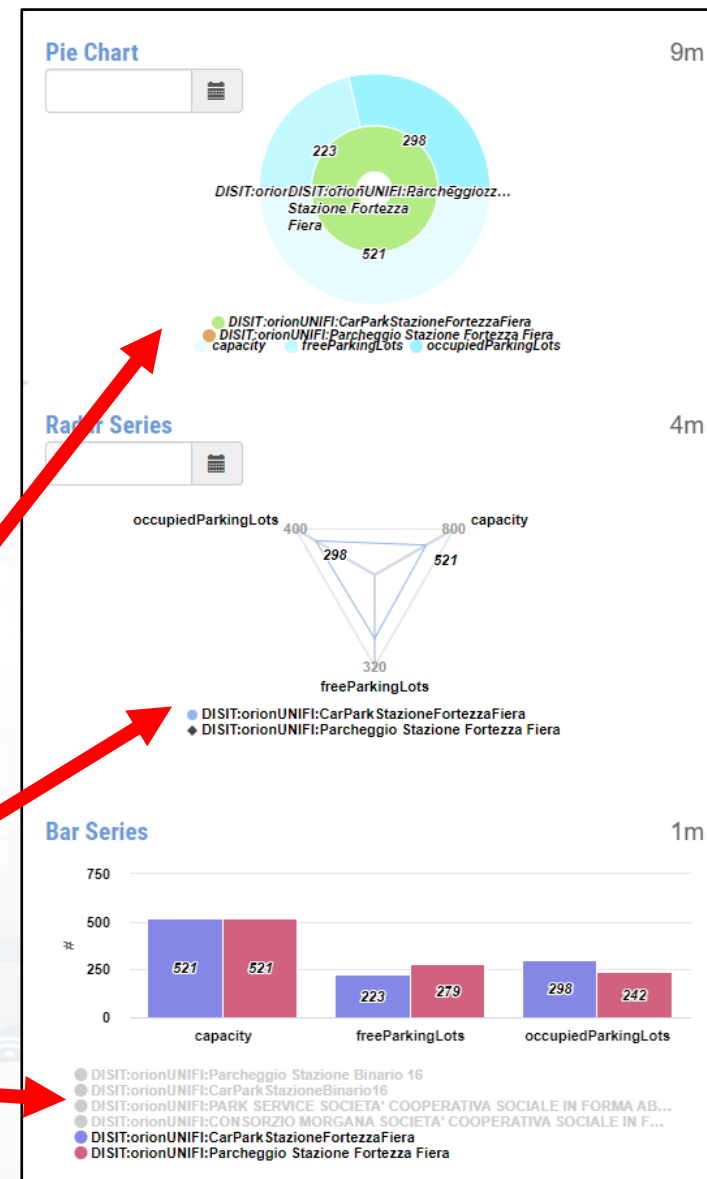 Pie Chart
9m
223
298
DISIT:orionUNIFI:Parcheggio
Stazione Fortezza
Fiera
521
DISIT:orionUNIFI:CarParkStazioneFortezzaFiera
DISIT:orionUNIFI:Parcheggio Stazione Fortezza Fiera
capacity freeParkingLots occupiedParkingLots
Radar Series
4m
occupiedParkingLots 400 800 capacity
298 521
320
freeParkingLots
DISIT:orionUNIFI:CarParkStazioneFortezzaFiera
DISIT:orionUNIFI:Parcheggio Stazione Fortezza Fiera
Bar Series
1m
750
500
#
250
0
521 521
223 279
298 242
capacity freeParkingLots occupiedParkingLots
DISIT:orionUNIFI:Parcheggio Stazione Binario 16
DISIT:orionUNIFI:CarParkStazioneBinario16
DISIT:orionUNIFI:PARK SERVICE SOCIETA' COOPERATIVA SOCIALE IN FORMA AB...
DISIT:orionUNIFI:CONSORZIO MORGANA SOCIETA' COOPERATIVA SOCIALE IN F...
DISIT:orionUNIFI:CarParkStazioneFortezzaFiera
DISIT:orionUNIFI:Parcheggio Stazione Fortezza Fiera